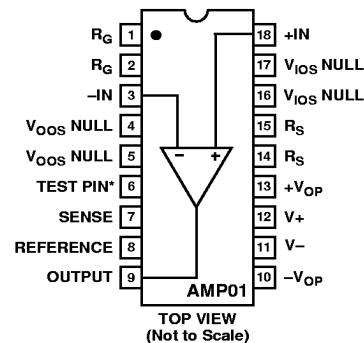 RG 1 18 +IN
RG 2 17 VIOS NULL
–IN 3 16 VIOS NULL
VOOS NULL 4 15 RS
VOOS NULL 5 14 RS
– +
TEST PIN* 6 13 +VOP
SENSE 7 12 V+
REFERENCE 8 11 V–
OUTPUT 9 10 –VOP
AMP01
TOP VIEW
(Not to Scale)